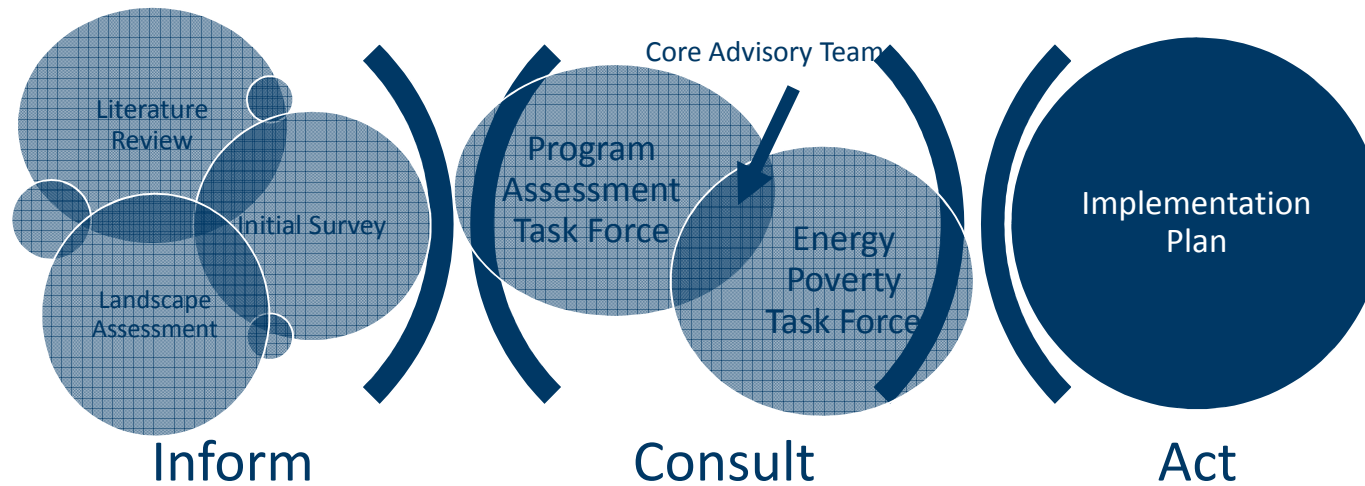 Literature
Review
Initial Survey
Landscape
Assessment
Core Advisory Team
Program
Assessment
Task Force
Energy
Poverty
Task Force
Implementation
Plan
Inform
Consult
Act